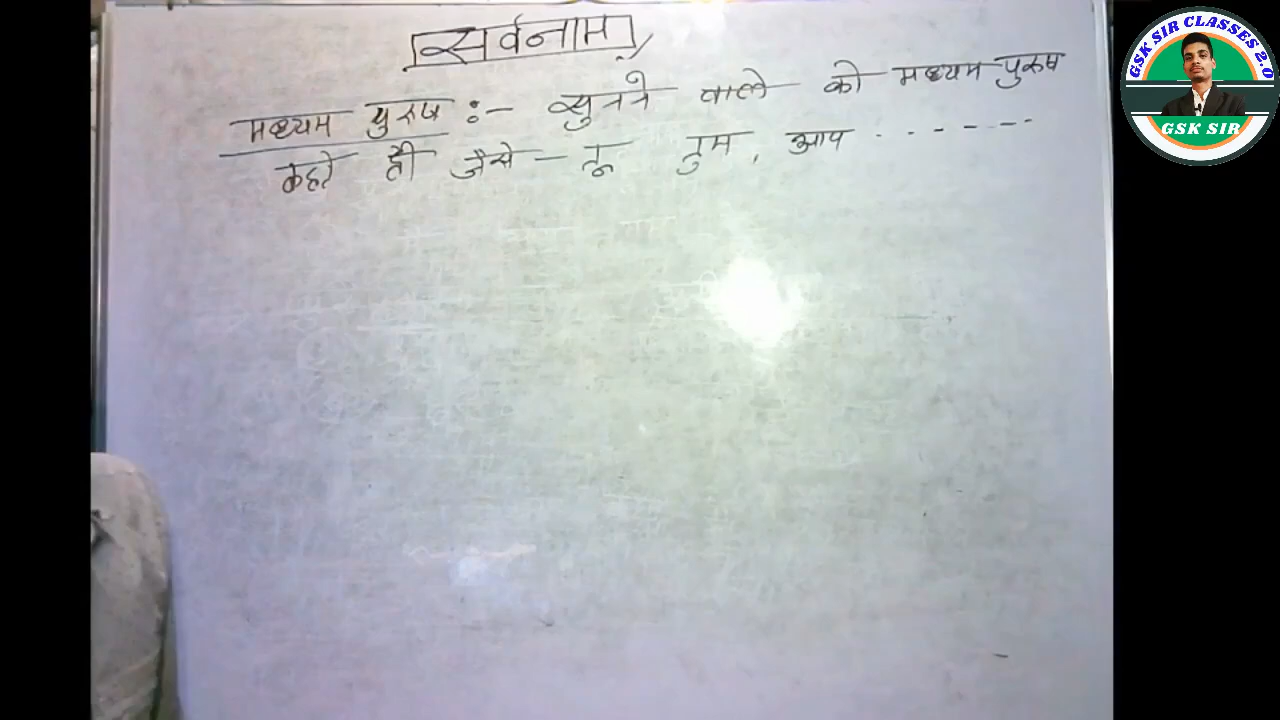 सर्वनाम
मध्यम पुरुष :- सुनने वाले को मध्यम पुरुष
कहते हैं जैसे - तू तुम, आप . . - - - -
GSK SIR CLASSES 2.0
GSK SIR